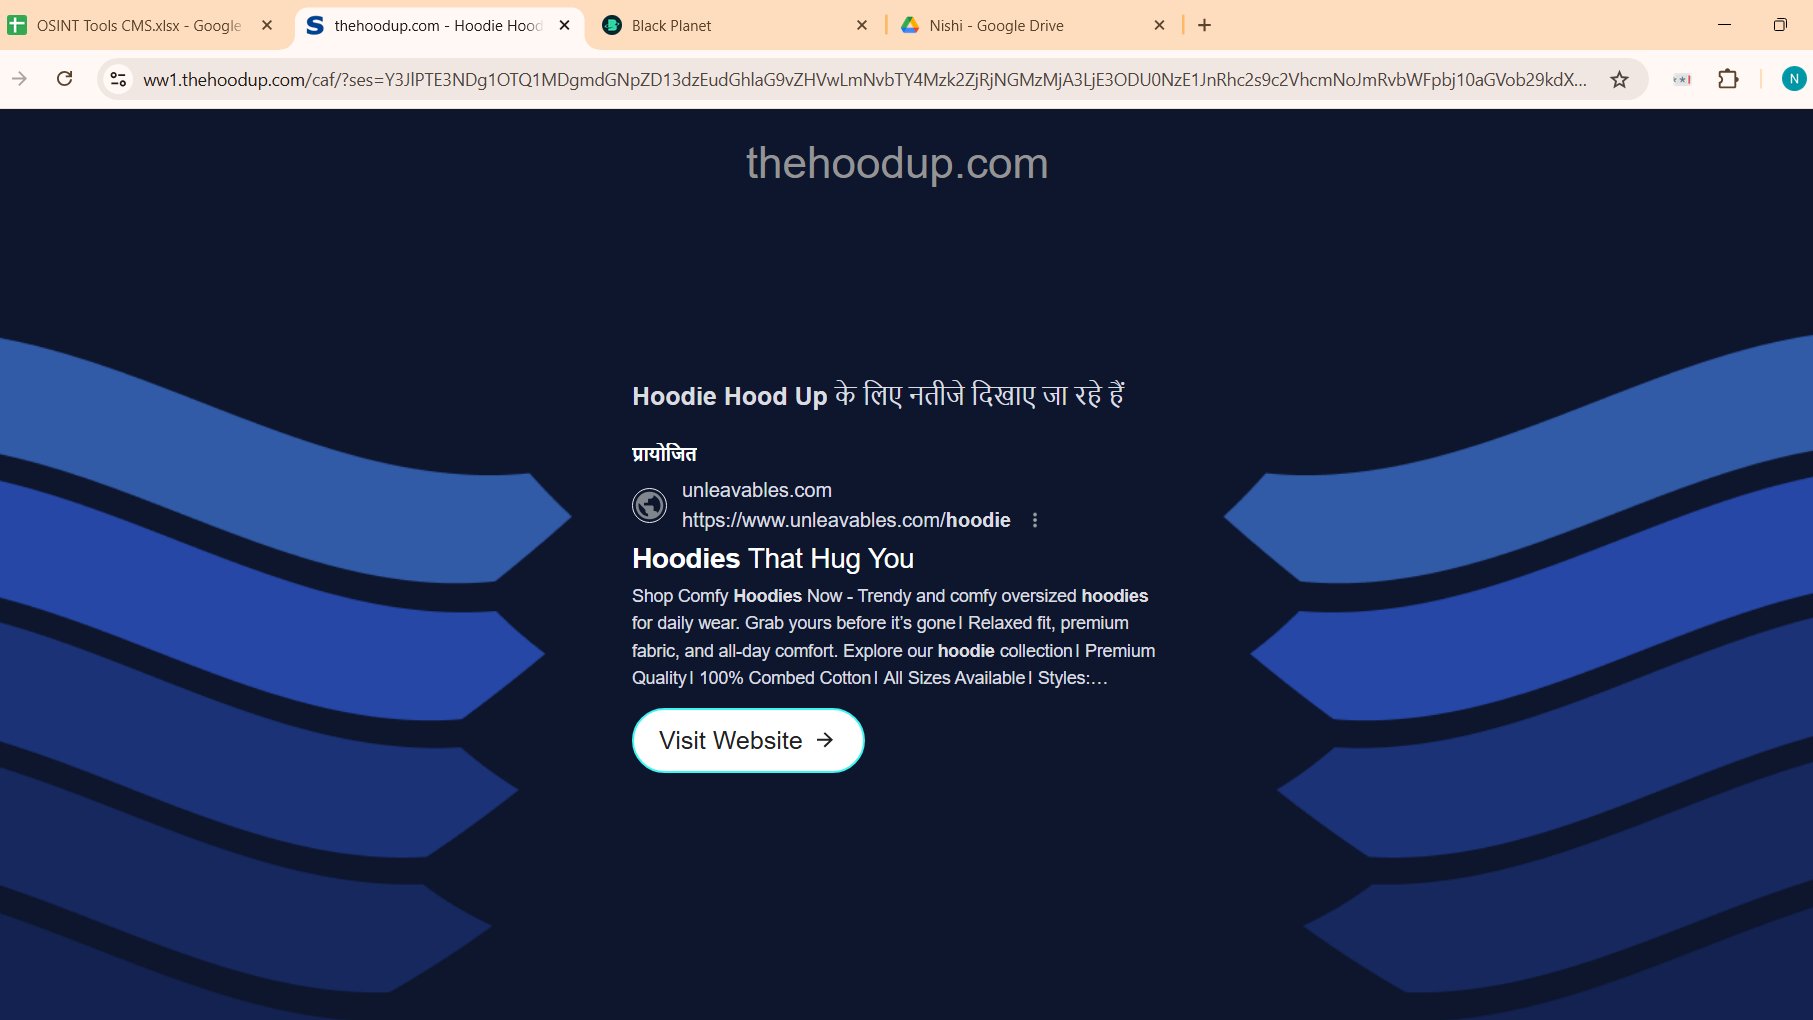 OSINT Tools CMS.xlsx - Google
thehoodup.com - Hoodie Hood
Black Planet
Nishi - Google Drive
ww1.thehoodup.com/caf/?ses=Y3JlPTE3NDg1OTQ1MDgmdGNpZD13dzEudGhlaG9vZHVwLmNvbTY4Mzk2ZjRjNGMzMjA3LjE3ODU0NzE1JnRhc2s9c2VhcmNoJmRvbWFpbj10aGVob29kdX...
N
thehoodup.com
Hoodie Hood Up के लिए नतीजे दिखाए जा रहे हैं
प्रायोजित
unleavables.com
https://www.unleavables.com/hoodie
Hoodies That Hug You
Shop Comfy Hoodies Now - Trendy and comfy oversized hoodies
for daily wear. Grab yours before it's gone| Relaxed fit, premium
fabric, and all-day comfort. Explore our hoodie collection| Premium
Quality| 100% Combed Cotton| All Sizes Available| Styles:...
Visit Website →